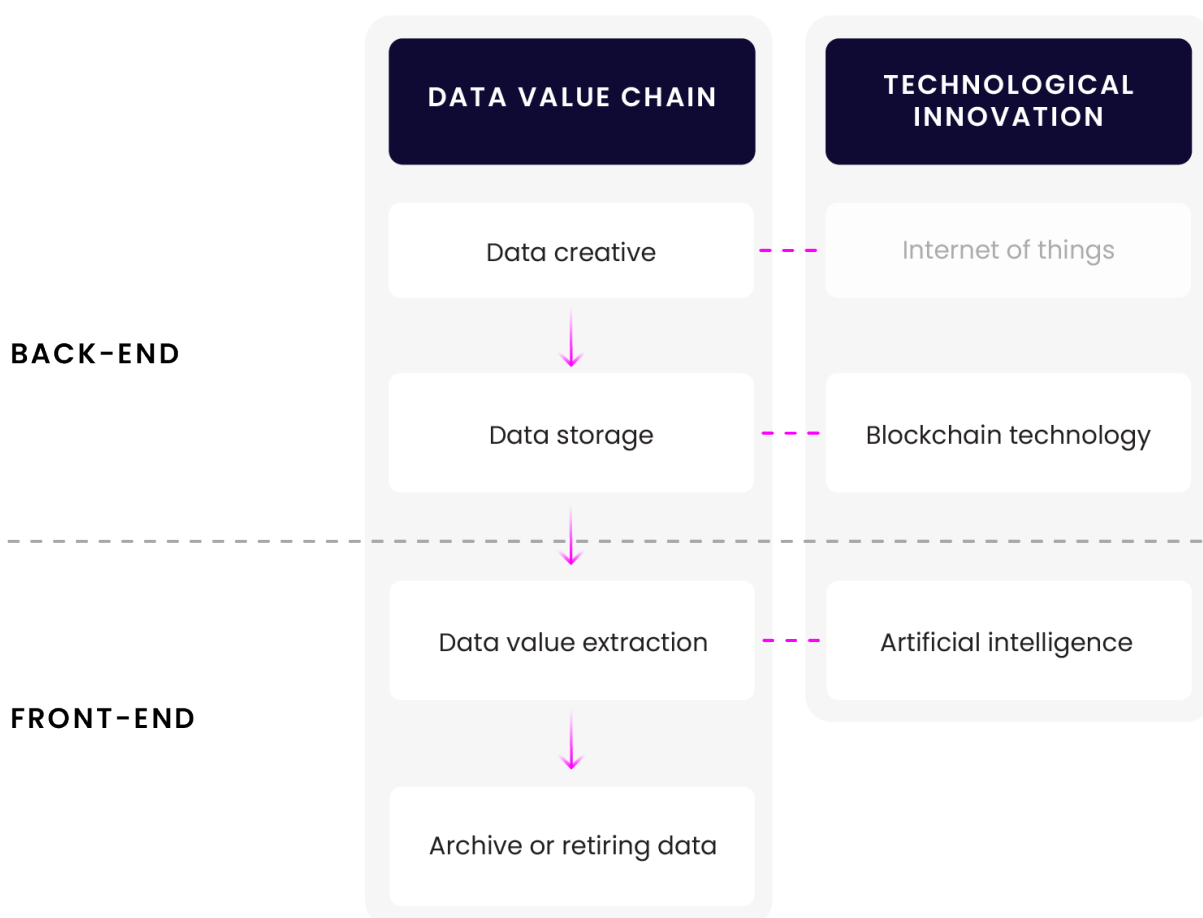 DATA VALUE CHAIN
TECHNOLOGICAL
INNOVATION
BACK-END
Data creative
Internet of things
Data storage
Blockchain technology
FRONT-END
Data value extraction
Artificial intelligence
Archive or retiring data